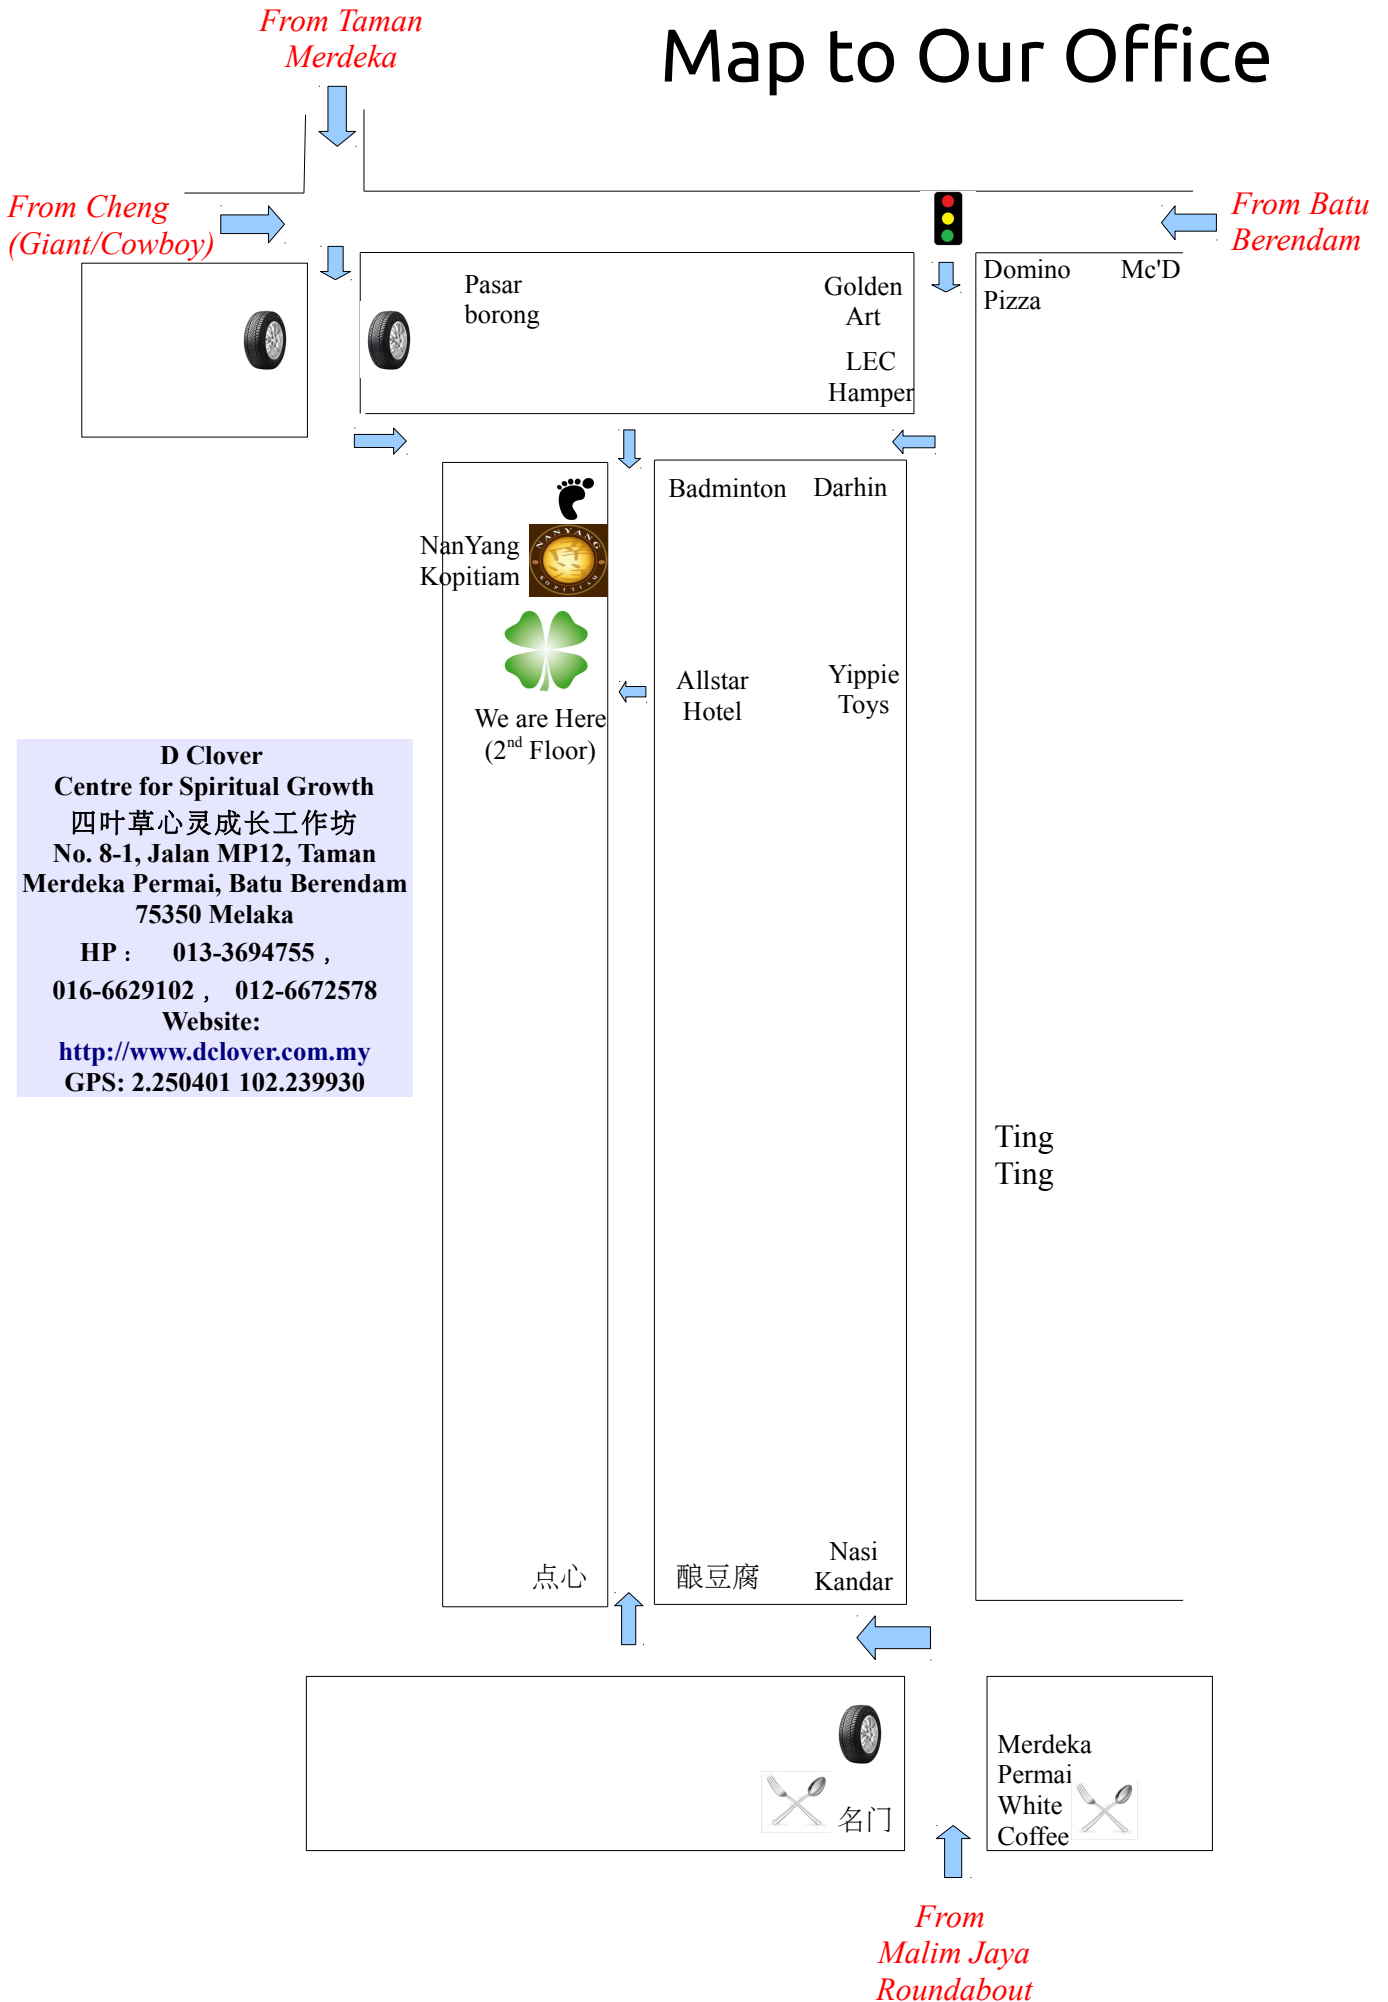 From Taman
Merdeka
Map to Our Office
From Cheng
(Giant/Cowboy)
From Batu
Berendam
Pasar
borong
Golden
Art
LEC
Hamper
Domino
Pizza
Mc'D
NanYang
Kopitiam
NANYANG
KOPITIAM
Badminton
Darhin
We are Here
(2nd Floor)
Allstar
Hotel
Yippie
Toys
D Clover
Centre for Spiritual Growth
四叶草心灵成长工作坊
No. 8-1, Jalan MP12, Taman
Merdeka Permai, Batu Berendam
75350 Melaka
HP： 013-3694755，
016-6629102， 012-6672578
Website:
http://www.dclover.com.my
GPS: 2.250401 102.239930
Ting
Ting
点心
酿豆腐
Nasi
Kandar
名门
Merdeka
Permai
White
Coffee
From
Malim Jaya
Roundabout